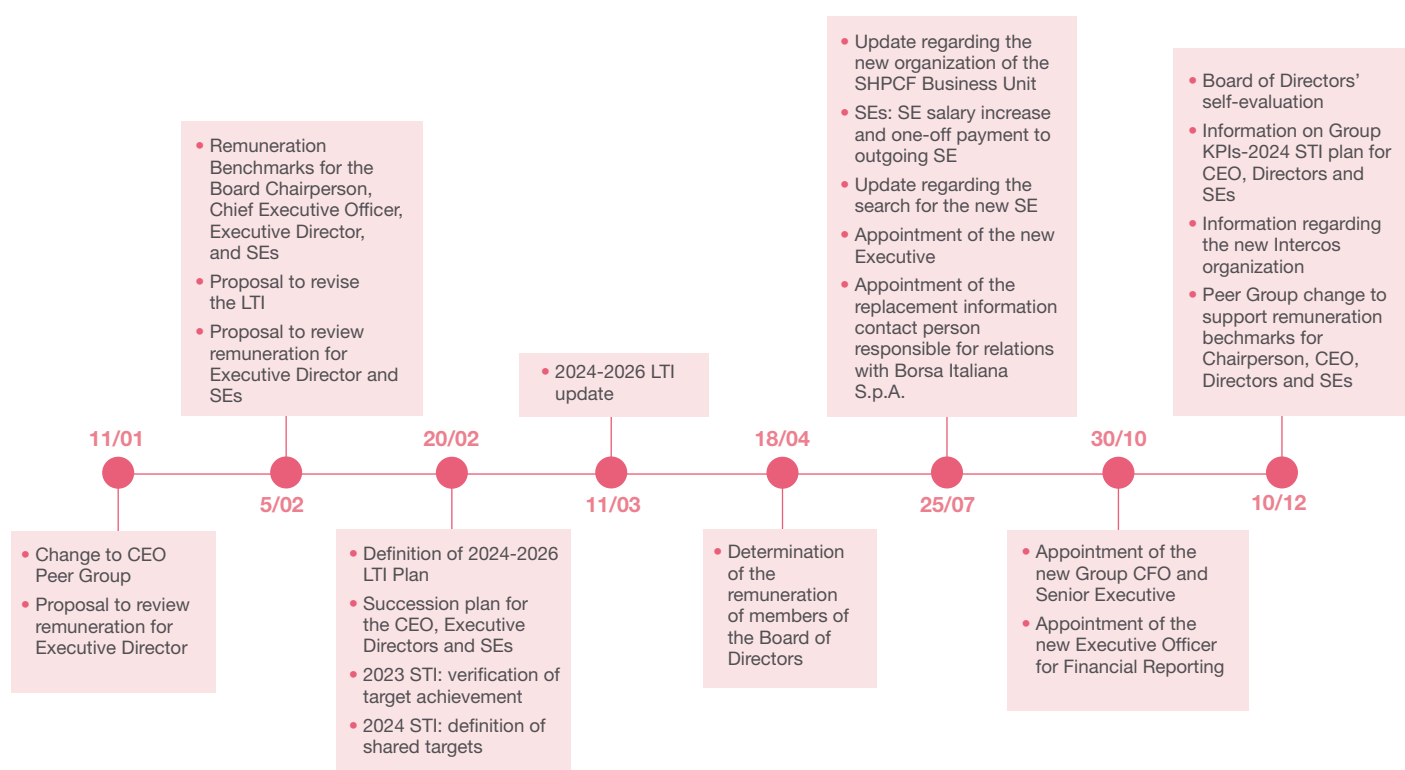 11/01
• Change to CEO
Peer Group
• Proposal to review
remuneration for
Executive Director
• Remuneration
Benchmarks for the
Board Chairperson,
Chief Executive Officer,
Executive Director,
and SEs
• Proposal to revise
the LTI
• Proposal to review
remuneration for
Executive Director and
SEs
5/02
20/02
• Definition of 2024-2026
LTI Plan
• Succession plan for
the CEO, Executive
Directors and SEs
• 2023 STI: verification of
target achievement
• 2024 STI: definition of
shared targets
• 2024-2026 LTI
update
11/03
18/04
• Determination
of the
remuneration
of members of
the Board of
Directors
• Update regarding the
new organization of the
SHPCF Business Unit
• SEs: SE salary increase
and one-off payment to
outgoing SE
• Update regarding the
search for the new SE
• Appointment of the new
Executive
• Appointment of the
replacement information
contact person
responsible for relations
with Borsa Italiana
S.p.A.
25/07
30/10
• Appointment of the
new Group CFO and
Senior Executive
• Appointment of the
new Executive Officer
for Financial Reporting
• Board of Directors’
self-evaluation
• Information on Group
KPIs-2024 STI plan for
CEO, Directors and
SEs
• Information regarding
the new Intercos
organization
• Peer Group change to
support remuneration
bechmarks for
Chairperson, CEO,
Directors and SEs
10/12